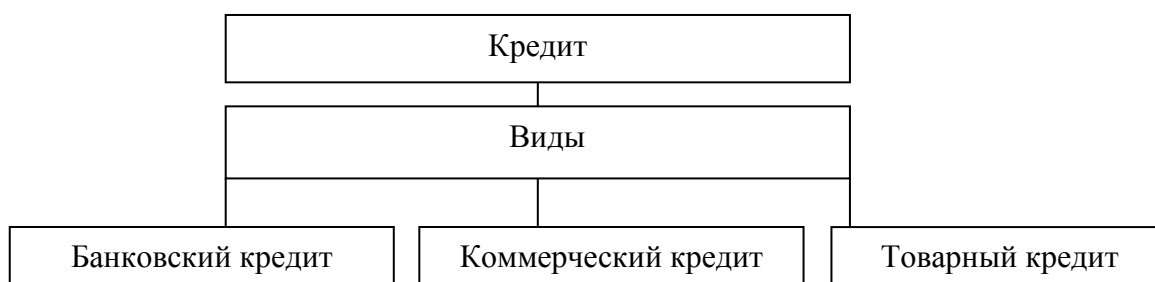 Кредит
Виды
Банковский кредит
Коммерческий кредит
Товарный кредит